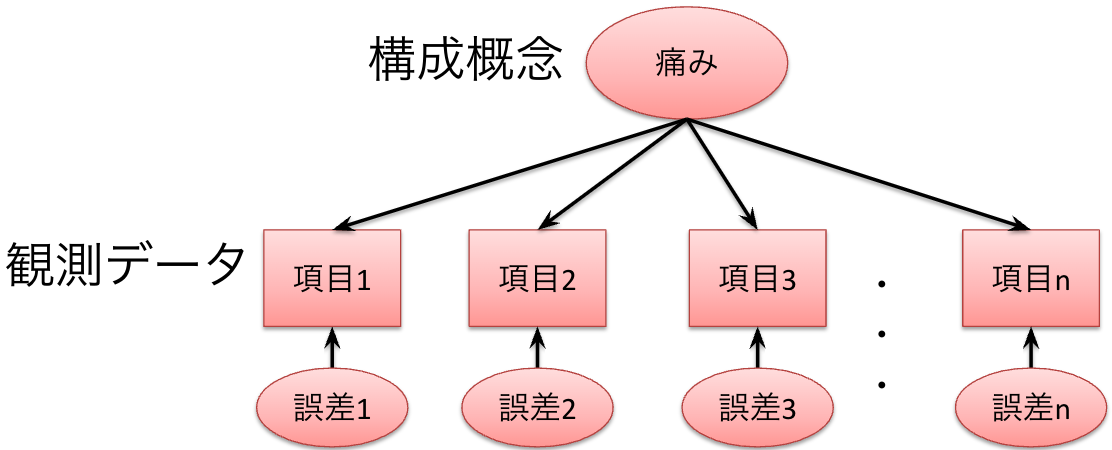 構成概念
痛み
観測データ
項目1
項目2
項目3
項目n
誤差1
誤差2
誤差3
誤差n